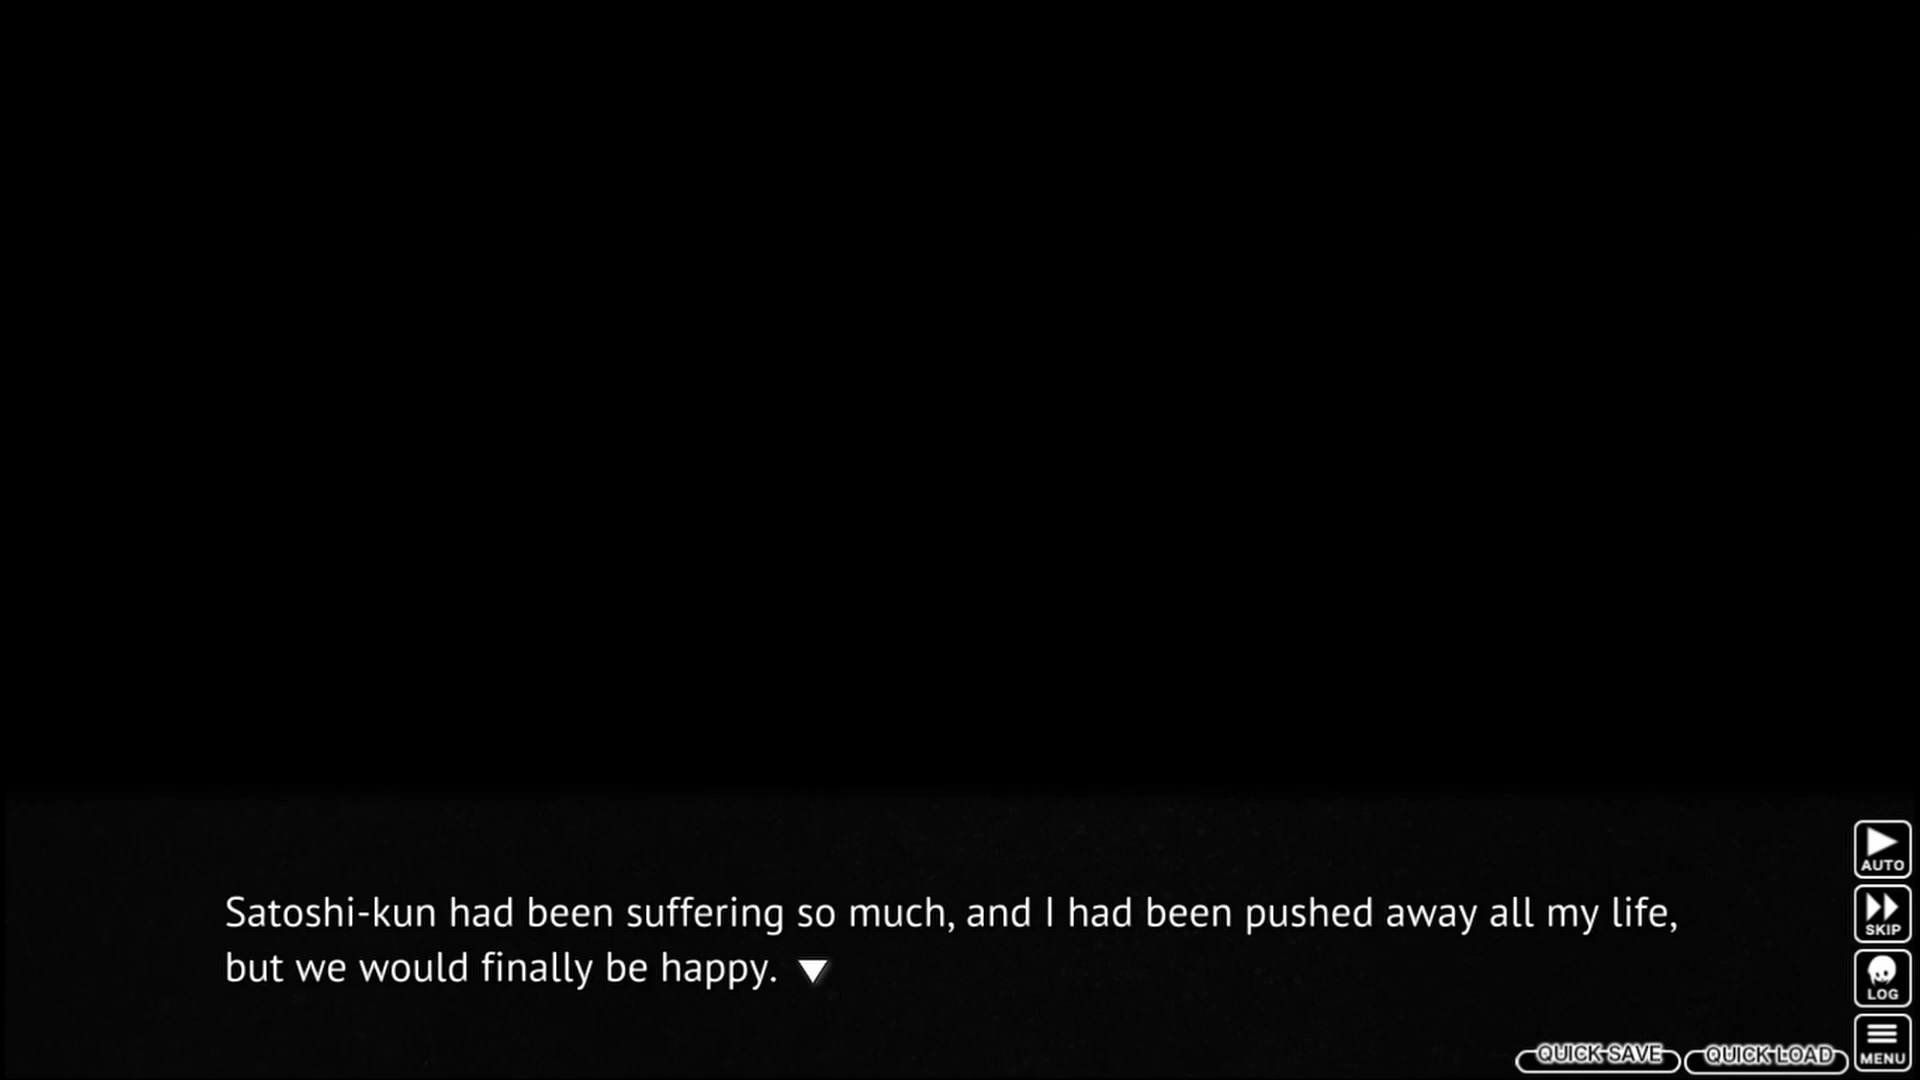 Satoshi-kun had been suffering so much, and I had been pushed away all my life,
but we would finally be happy.
AUTO
SKIP
LOG
MENU
QUICK SAVE
QUICK LOAD